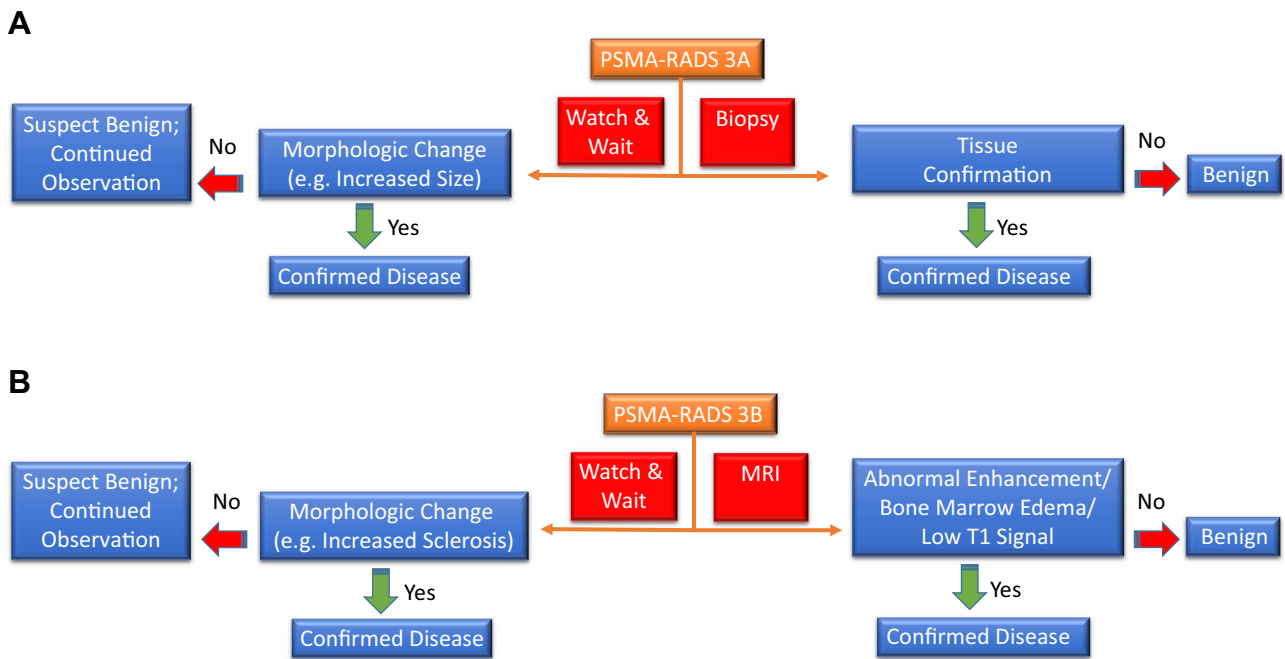 A
PSMA-RADS 3A
Watch &
Wait
Biopsy
Suspect Benign;
Continued
Observation
No
Morphologic Change
(e.g. Increased Size)
Tissue
Confirmation
No
Benign
Yes
Yes
Confirmed Disease
Confirmed Disease
B
PSMA-RADS 3B
Watch &
Wait
MRI
Suspect Benign;
Continued
Observation
No
Morphologic Change
(e.g. Increased Sclerosis)
Abnormal Enhancement/
Bone Marrow Edema/
Low T1 Signal
No
Benign
Yes
Yes
Confirmed Disease
Confirmed Disease